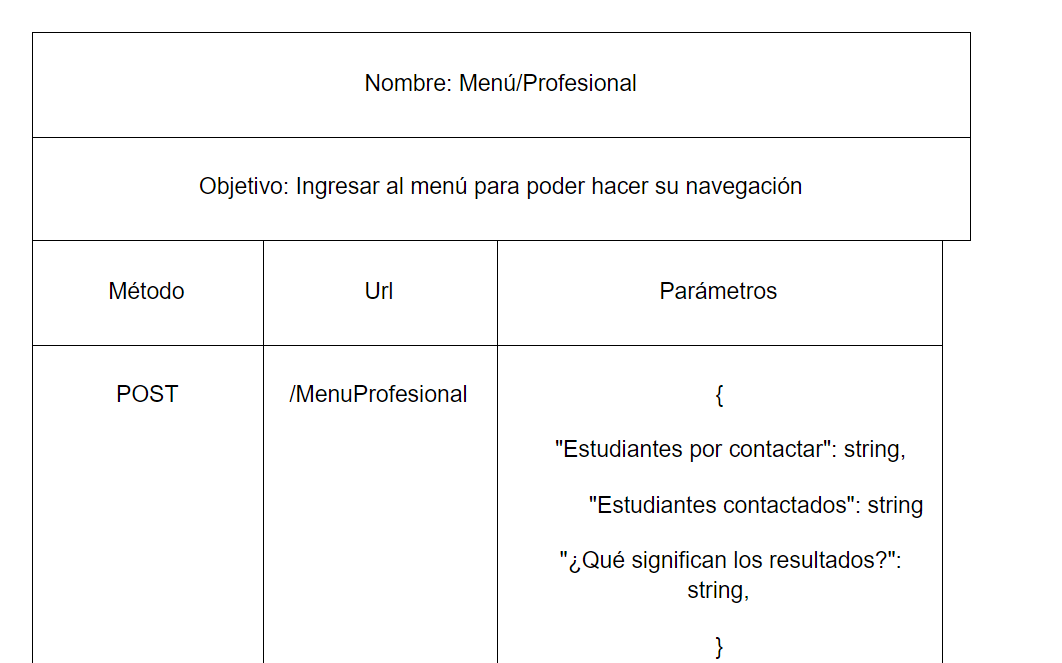 Nombre: Menú/Profesional
Objetivo: Ingresar al menú para poder hacer su navegación
Método Url Parámetros
POST /MenuProfesional {
"Estudiantes por contactar": string,
"Estudiantes contactados": string
"¿Qué significan los resultados?":
string,
}